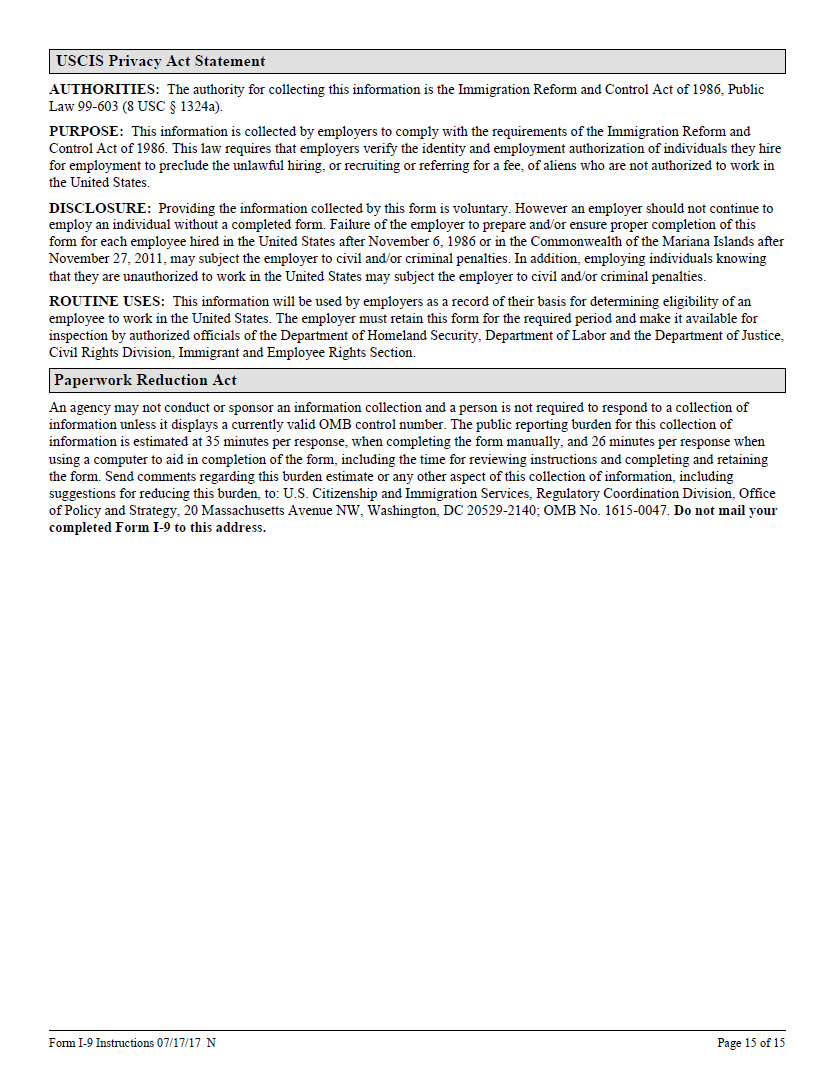 USCIS Privacy Act Statement
AUTHORITIES: The authority for collecting this information is the Immigration Reform and Control Act of 1986, Public
Law 99-603 (8 USC § 1324a).
PURPOSE: This information is collected by employers to comply with the requirements of the Immigration Reform and
Control Act of 1986. This law requires that employers verify the identity and employment authorization of individuals they hire
for employment to preclude the unlawful hiring, or recruiting or referring for a fee, of aliens who are not authorized to work in
the United States.
DISCLOSURE: Providing the information collected by this form is voluntary. However an employer should not continue to
employ an individual without a completed form. Failure of the employer to prepare and/or ensure proper completion of this
form for each employee hired in the United States after November 6, 1986 or in the Commonwealth of the Mariana Islands after
November 27, 2011, may subject the employer to civil and/or criminal penalties. In addition, employing individuals knowing
that they are unauthorized to work in the United States may subject the employer to civil and/or criminal penalties.
ROUTINE USES: This information will be used by employers as a record of their basis for determining eligibility of an
employee to work in the United States. The employer must retain this form for the required period and make it available for
inspection by authorized officials of the Department of Homeland Security, Department of Labor and the Department of Justice,
Civil Rights Division, Immigrant and Employee Rights Section.
Paperwork Reduction Act
An agency may not conduct or sponsor an information collection and a person is not required to respond to a collection of
information unless it displays a currently valid OMB control number. The public reporting burden for this collection of
information is estimated at 35 minutes per response, when completing the form manually, and 26 minutes per response when
using a computer to aid in completion of the form, including the time for reviewing instructions and completing and retaining
the form. Send comments regarding this burden estimate or any other aspect of this collection of information, including
suggestions for reducing this burden, to: U.S. Citizenship and Immigration Services, Regulatory Coordination Division, Office
of Policy and Strategy, 20 Massachusetts Avenue NW, Washington, DC 20529-2140; OMB No. 1615-0047. Do not mail your
completed Form I-9 to this address.
Form I-9 Instructions 07/17/17 N
Page 15 of 15